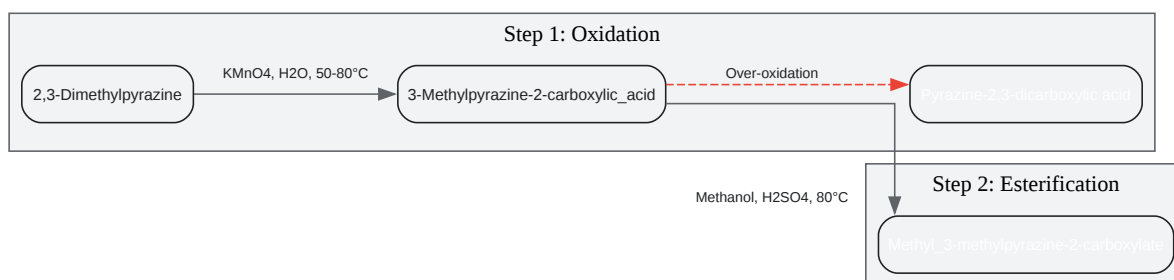 Step 1: Oxidation
KMnO4, H2O, 50-80°C
Over-oxidation
2,3-Dimethylpyrazine
3-Methylpyrazine-2-carboxylic_acid
Pyrazine-2,3-dicarboxylic acid
Step 2: Esterification
Methanol, H2SO4, 80°C
Methyl_3-methylpyrazine-2-carboxylate